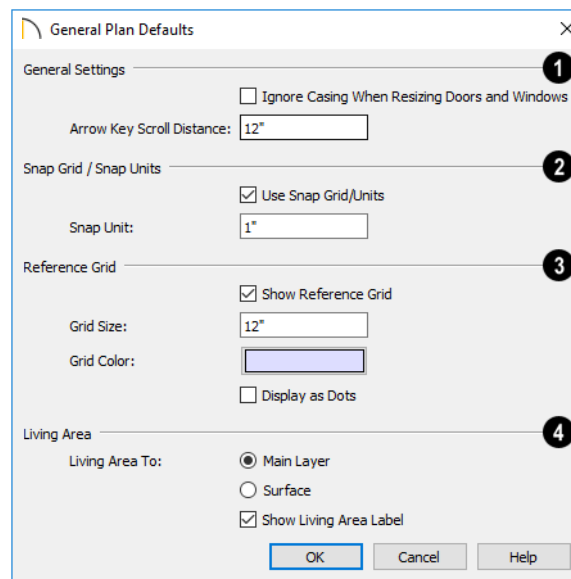 General Plan Defaults
General Settings 1
Ignore Casing When Resizing Doors and Windows
Arrow Key Scroll Distance: 12"
Snap Grid / Snap Units 2
Use Snap Grid/Units
Snap Unit: 1"
Reference Grid 3
Show Reference Grid
Grid Size: 12"
Grid Color:
Display as Dots
Living Area 4
Living Area To: Main Layer
Surface
Show Living Area Label
OK Cancel Help